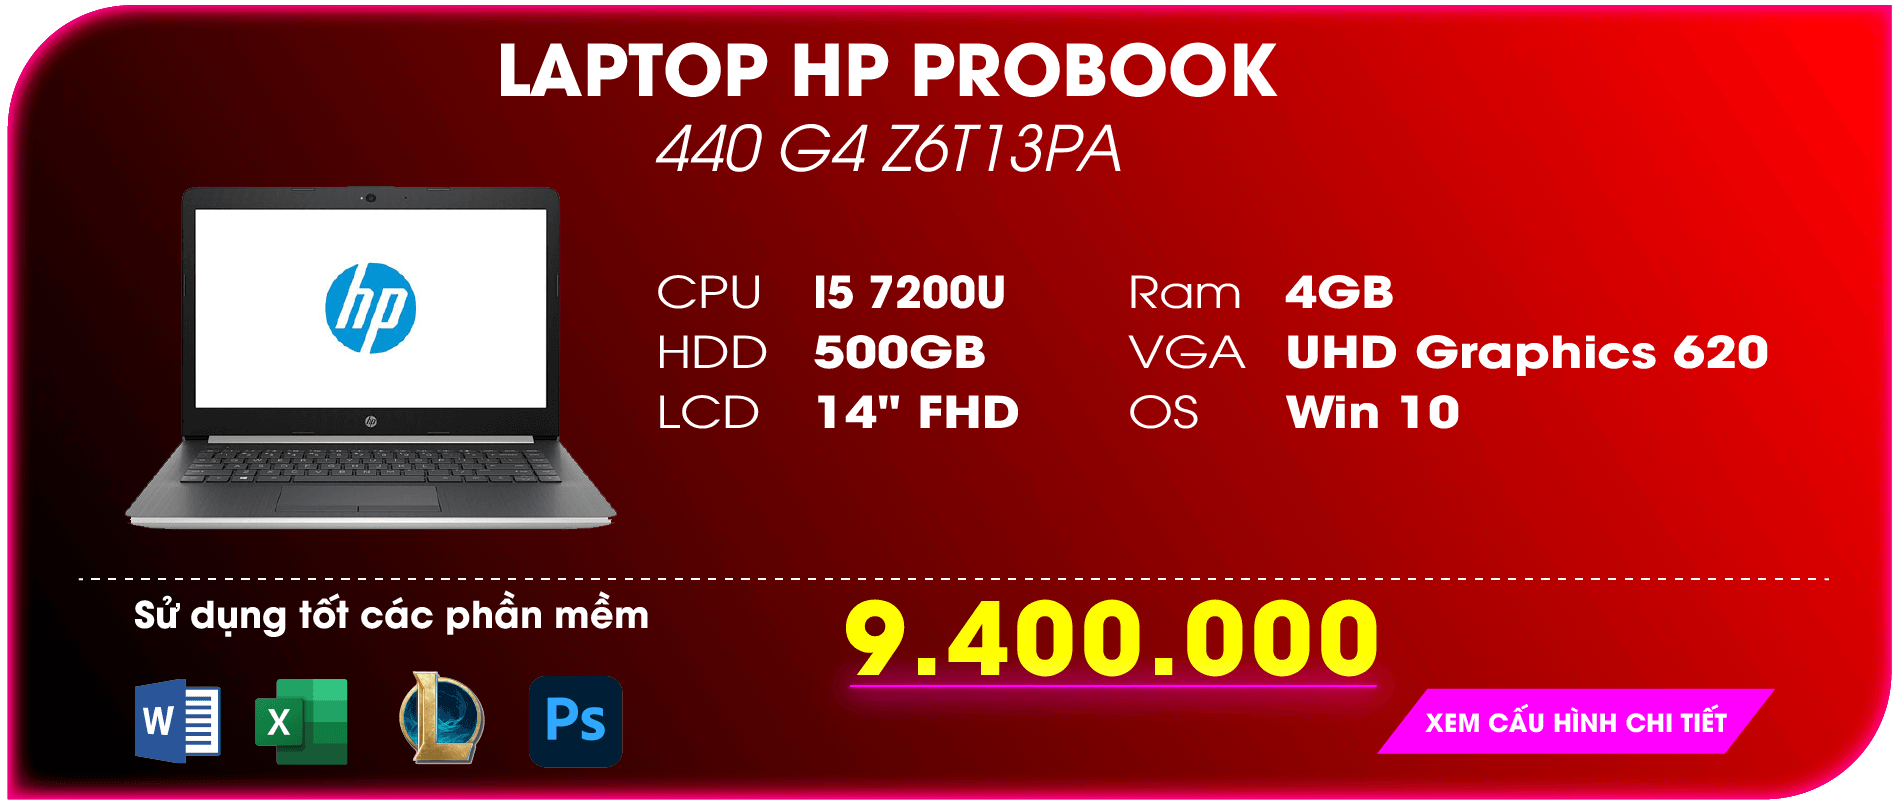 LAPTOP HP PROBOOK
440 G4 Z6T13PA
hp
CPU I5 7200U Ram 4GB
HDD 500GB VGA UHD Graphics 620
LCD 14" FHD OS Win 10
Sử dụng tốt các phần mềm
9.400.000
W X L Ps
XEM CẤU HÌNH CHI TIẾT